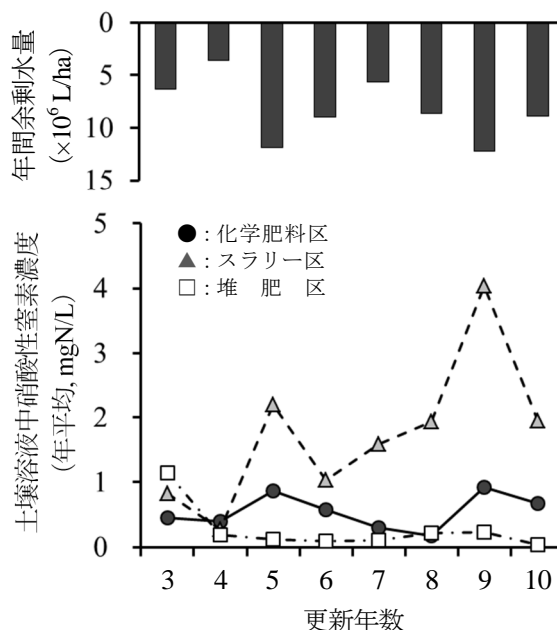 年間余剰水量
(×10⁶ L/ha)
0
5
10
15
土壌溶液中硝酸性窒素濃度
(年平均, mgN/L)
5
4
3
2
1
0
: 化学肥料区
: スラリー区
: 堆 肥 区
3 4 5 6 7 8 9 10
更新年数